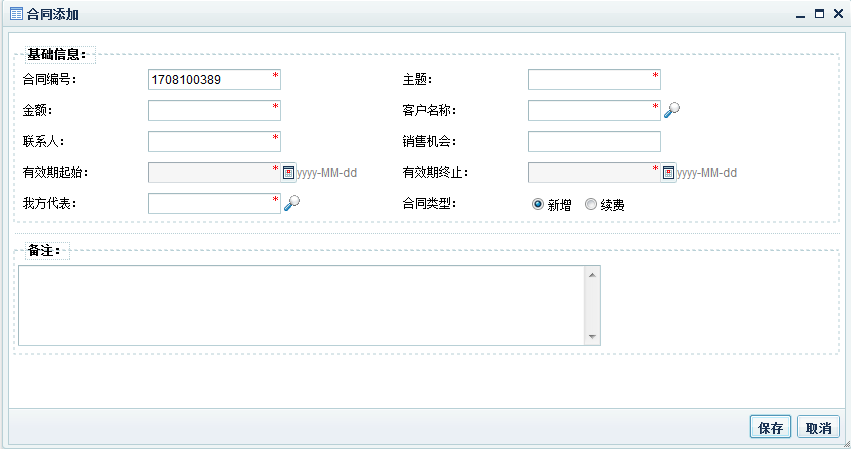 合同添加
基础信息：
合同编号： 1708100389 * 主题： *
金额： * 客户名称： *
联系人： * 销售机会：
有效期起始： * yyyy-MM-dd 有效期终止： * yyyy-MM-dd
我方代表： * 合同类型： 新增 续费
备注：
保存 取消